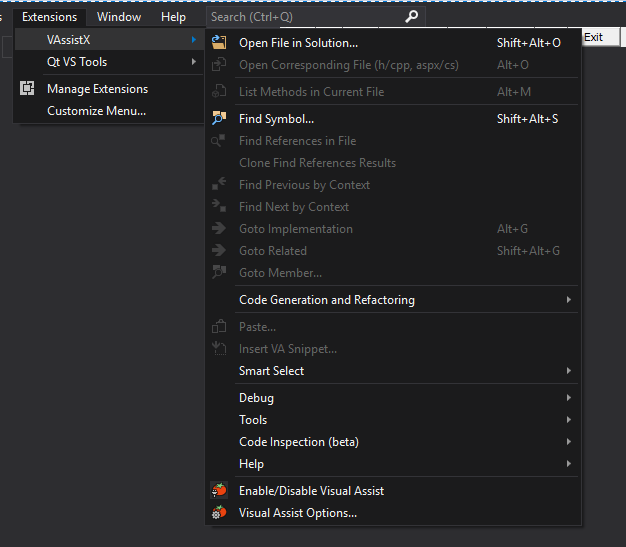 s Extensions Window Help Search (Ctrl+Q)
Exit
VAssistX
Qt VS Tools
Manage Extensions
Customize Menu...
Open File in Solution... Shift+Alt+O
Open Corresponding File (h/cpp, aspx/cs) Alt+O
List Methods in Current File Alt+M
Find Symbol... Shift+Alt+S
Find References in File
Clone Find References Results
Find Previous by Context
Find Next by Context
Goto Implementation Alt+G
Goto Related Shift+Alt+G
Goto Member...
Code Generation and Refactoring
Paste...
Insert VA Snippet...
Smart Select
Debug
Tools
Code Inspection (beta)
Help
Enable/Disable Visual Assist
Visual Assist Options...